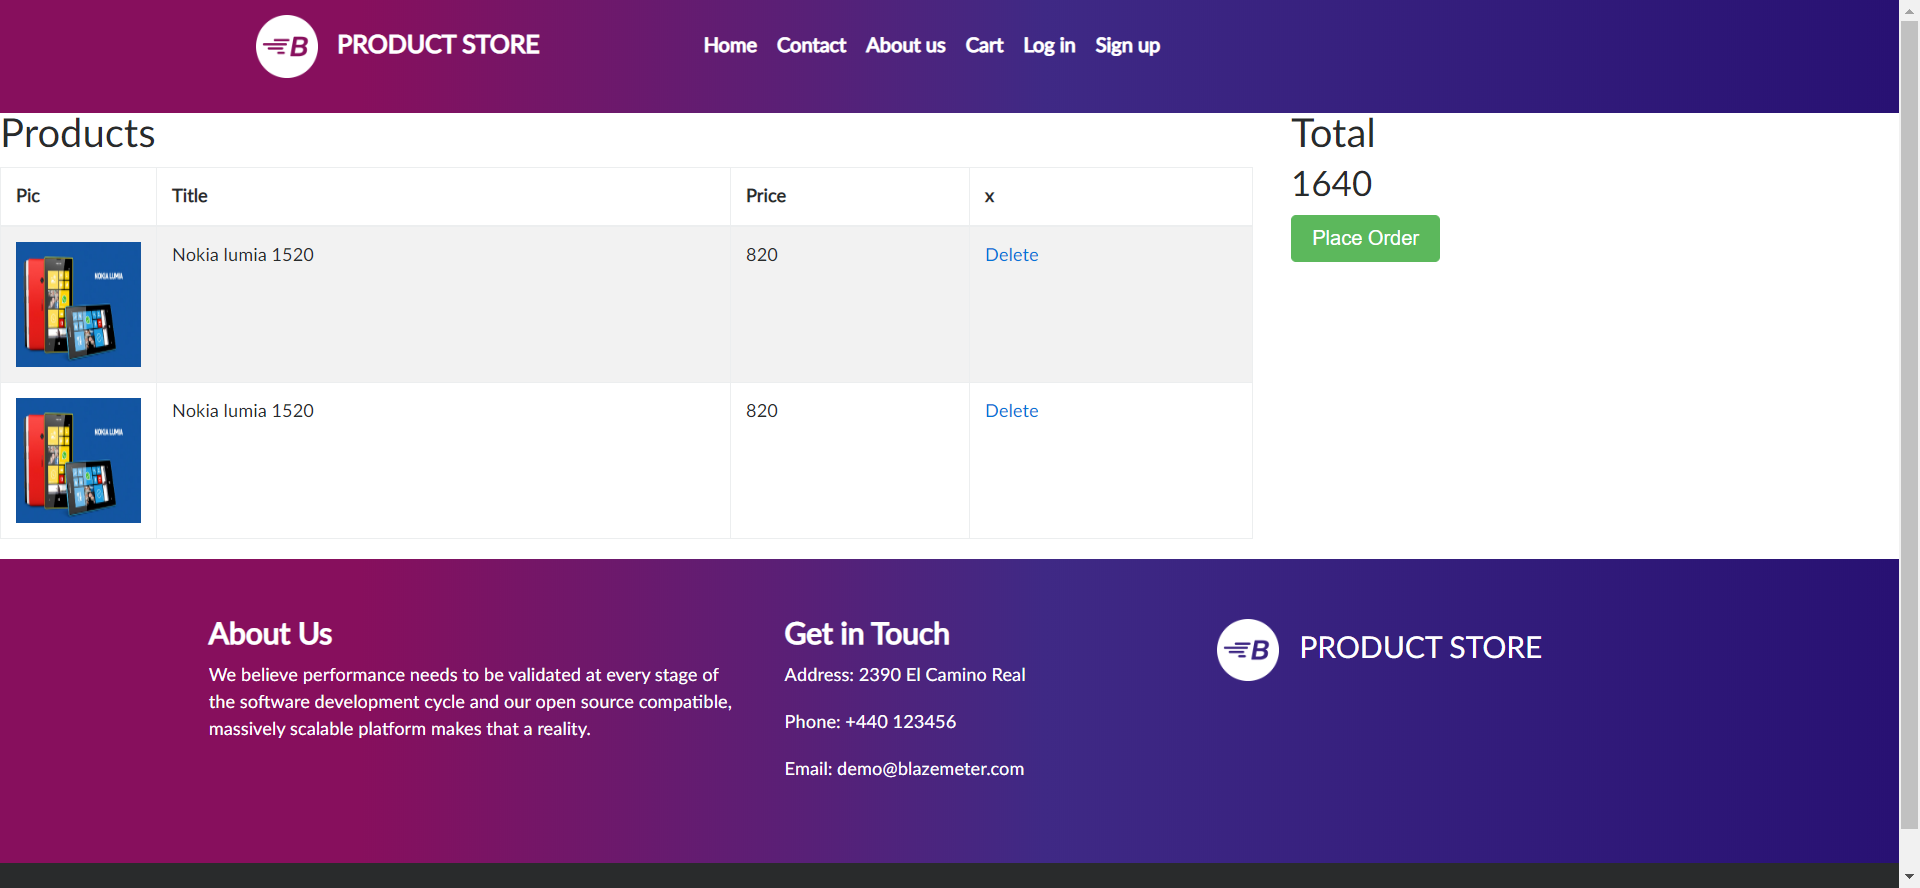 B PRODUCT STORE
Home Contact About us Cart Log in Sign up
Products
Total
1640
Place Order
Pic Title Price x
NOKIA LUMIA
Nokia lumia 1520 820 Delete
NOKIA LUMIA
Nokia lumia 1520 820 Delete
About Us
We believe performance needs to be validated at every stage of
the software development cycle and our open source compatible,
massively scalable platform makes that a reality.
Get in Touch
Address: 2390 El Camino Real
Phone: +440 123456
Email: demo@blazemeter.com
B PRODUCT STORE